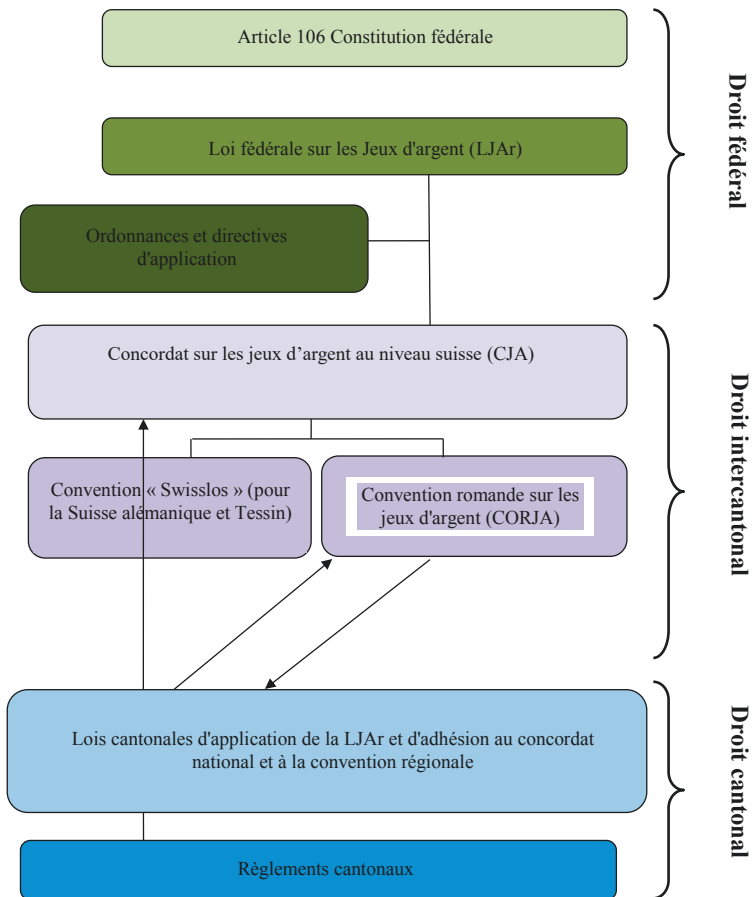 Article 106 Constitution fédérale
Loi fédérale sur les Jeux d'argent (LJAr)
Ordonnances et directives
d'application
Droit fédéral
Concordat sur les jeux d’argent au niveau suisse (CJA)
Convention « Swisslos » (pour
la Suisse alémanique et Tessin)
Convention romande sur les
jeux d'argent (CORJA)
Droit intercantonal
Lois cantonales d'application de la LJAr et d'adhésion au concordat
national et à la convention régionale
Règlements cantonaux
Droit cantonal